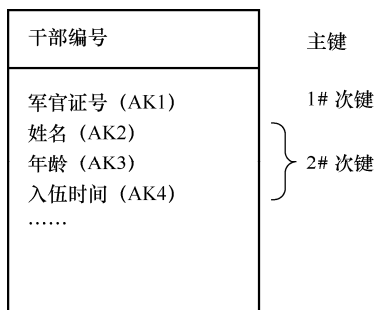 干部编号
主键
军官证号（AK1）
1# 次键
姓名（AK2）
年龄（AK3）
2# 次键
入伍时间（AK4）
……